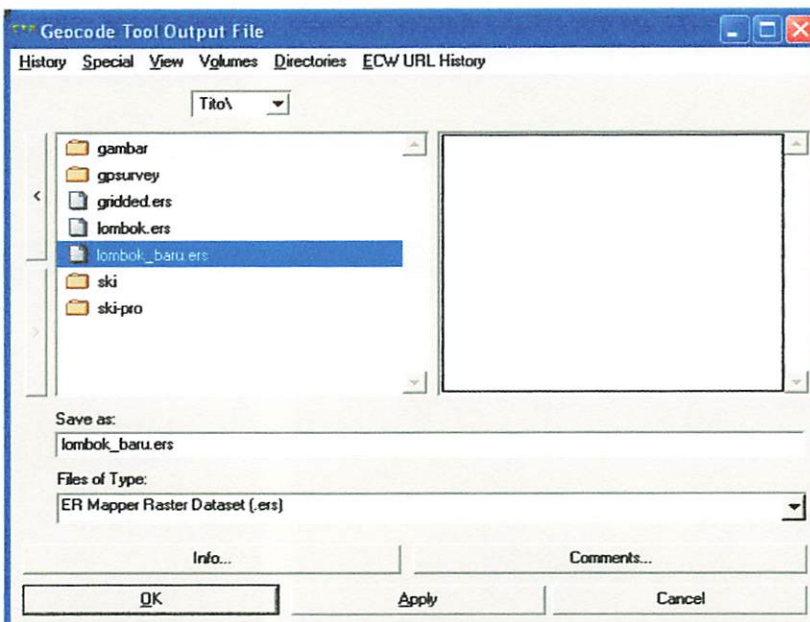 Geocode Tool Output File
History Special View Volumes Directories ECW URL History
Tito\
<
gambar
gpsurvey
gridded.ers
lombok.ers
lombok_baru.ers
ski
ski-pro
>
Save as:
lombok_baru.ers
Files of Type:
ER Mapper Raster Dataset (.ers)
Info... Comments...
OK Apply Cancel